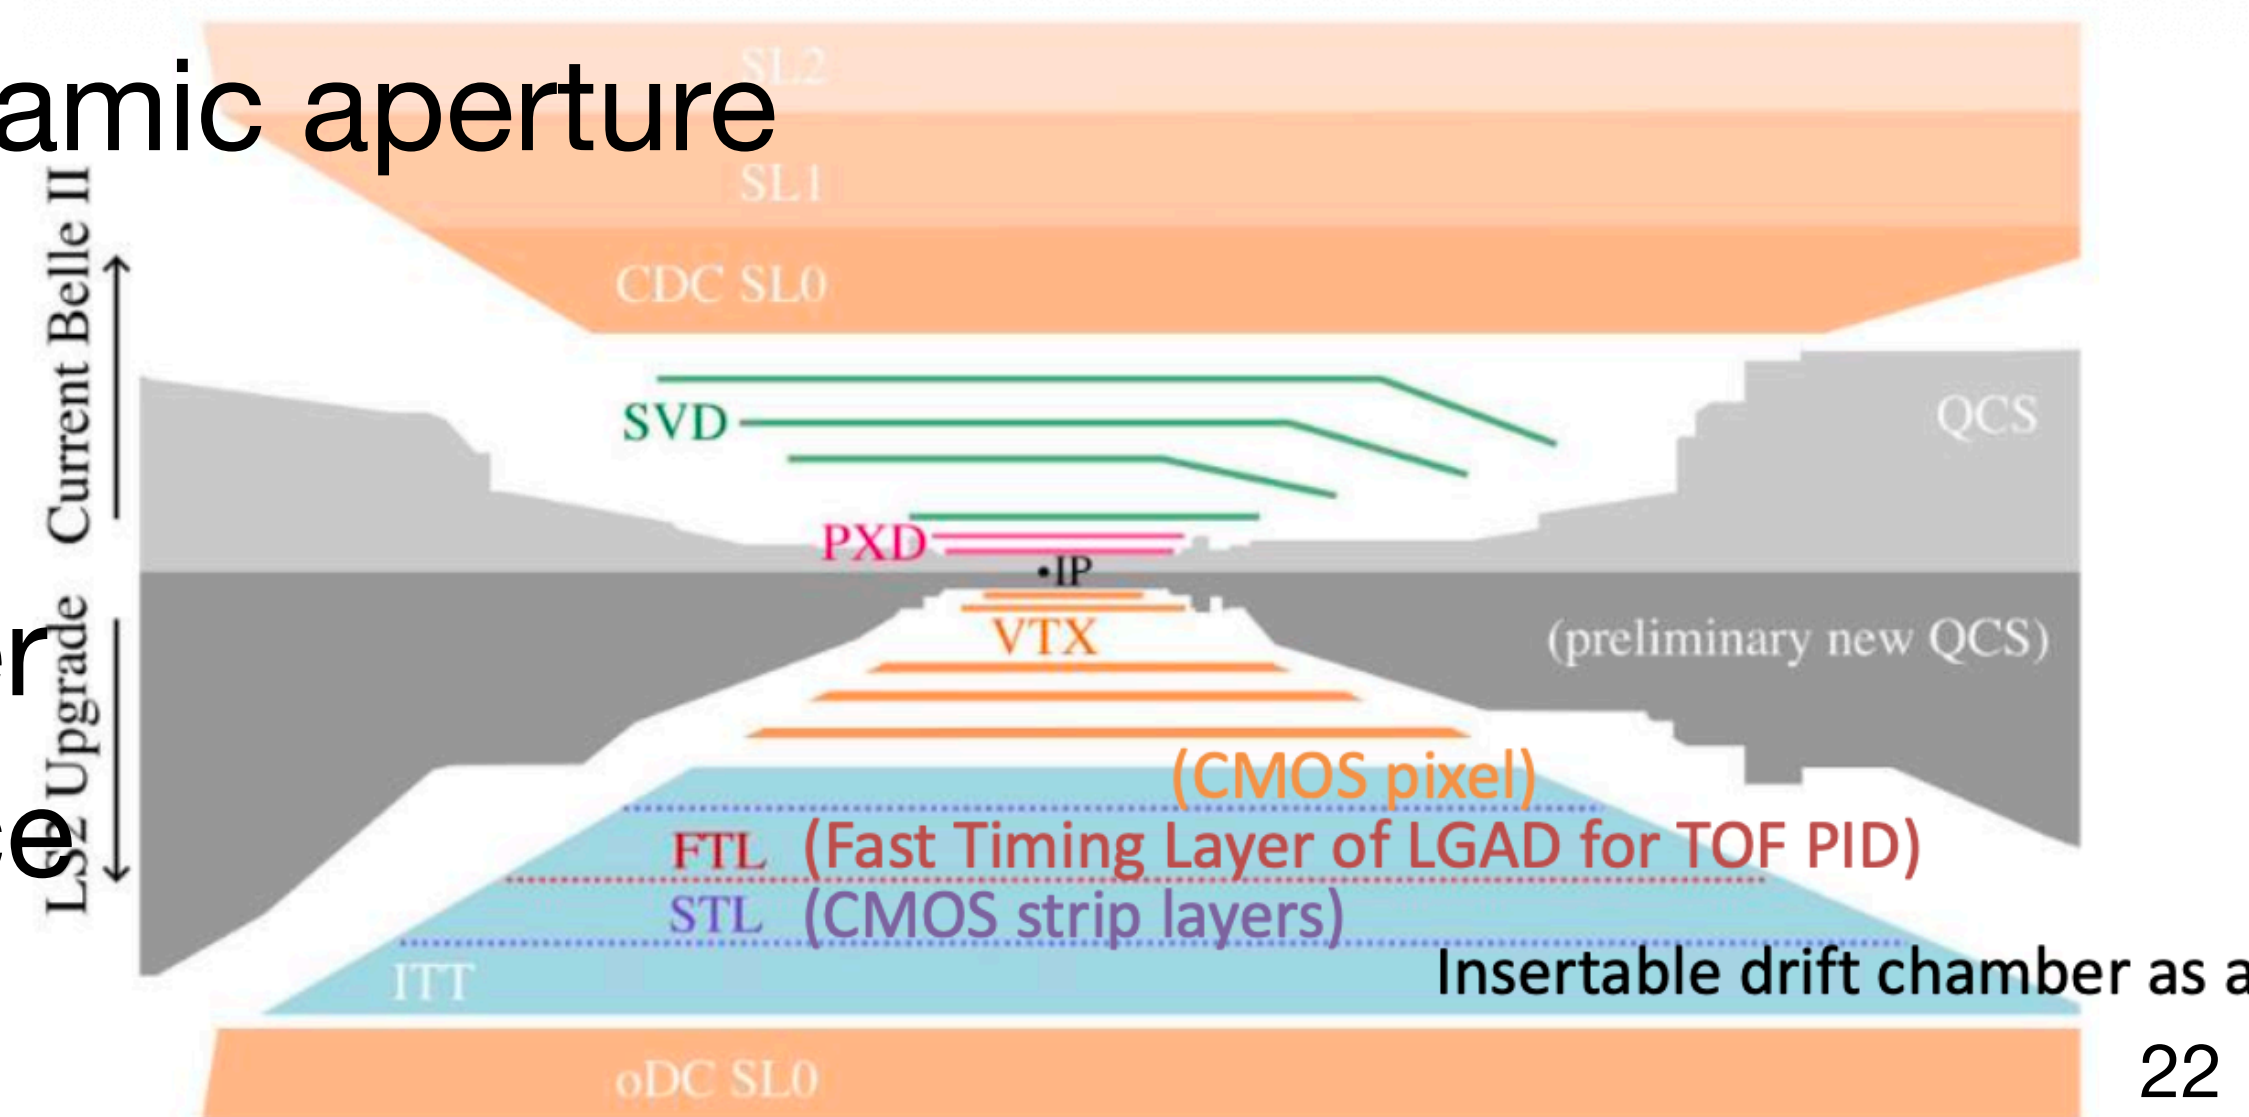 SL2
amic aperture
SL1
CDC SL0
Current Belle II
SVD
QCS
PXD
•IP
er
VTX
(preliminary new QCS)
LS2 Upgrade
(CMOS pixel)
FTL (Fast Timing Layer of LGAD for TOF PID)
STL (CMOS strip layers)
ITT
Insertable drift chamber as a
oDC SL0
22